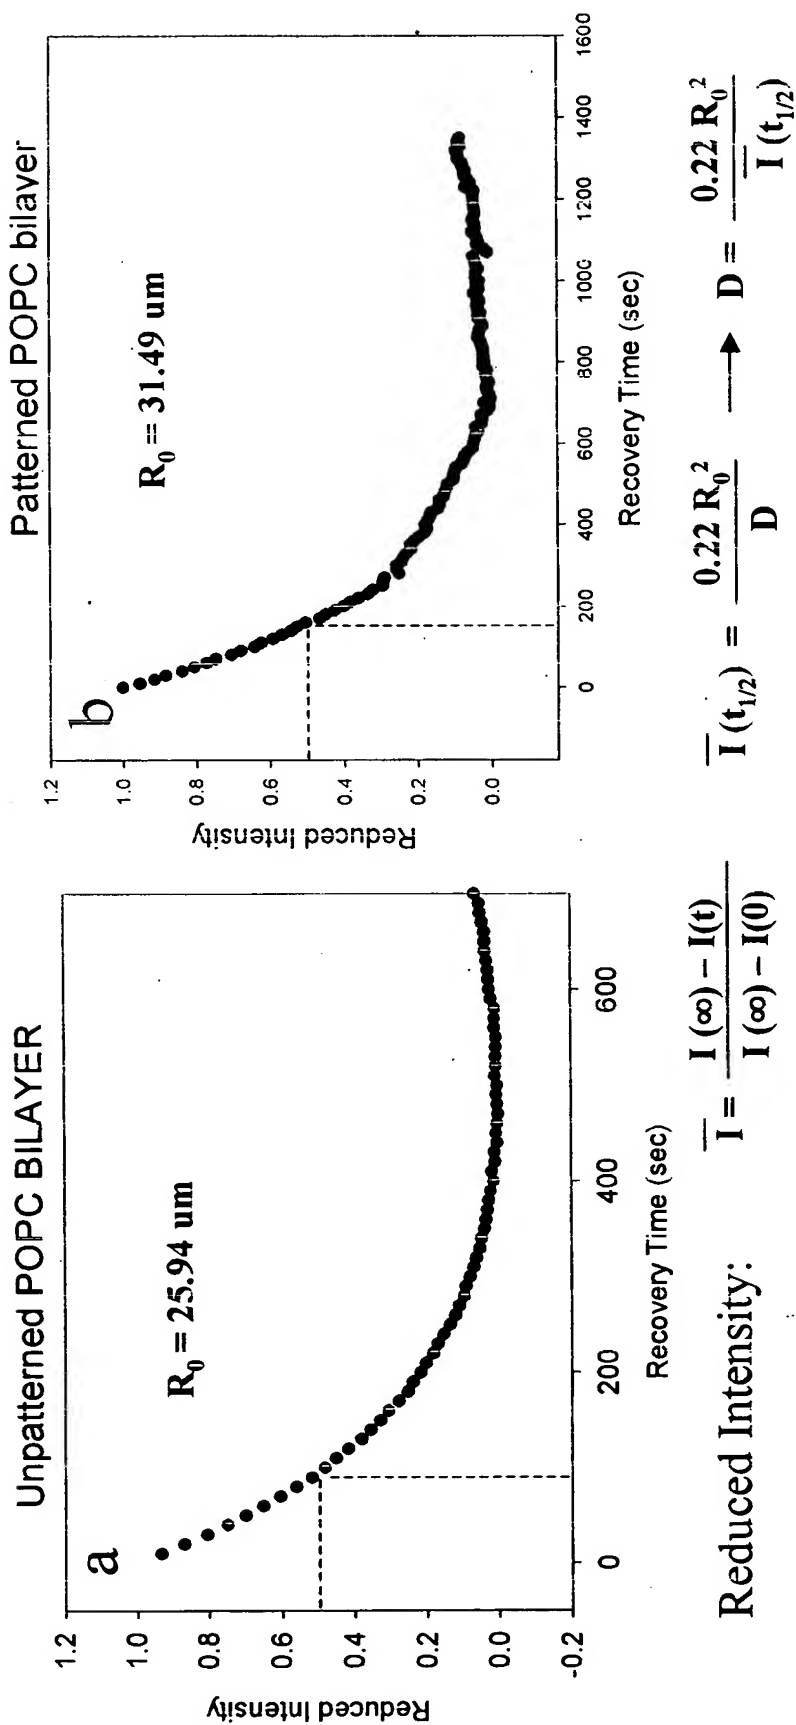 Unpatterned POPC BILAYER
a
R₀ = 25.94 um
1.2
1.0
0.8
0.6
0.4
0.2
0.0
-0.2
Reduced Intensity
0 200 400 600
Recovery Time (sec)
Patterned POPC bilayer
b
R₀ = 31.49 um
1.2
1.0
0.8
0.6
0.4
0.2
0.0
Reduced Intensity
0 200 400 600 800 1000 1200 1400 1600
Recovery Time (sec)
Reduced Intensity: Ī = I (∞) – I(t) / I (∞) – I(0)
Ī (t₁/₂) = 0.22 R₀² / D → D = 0.22 R₀² / Ī (t₁/₂)